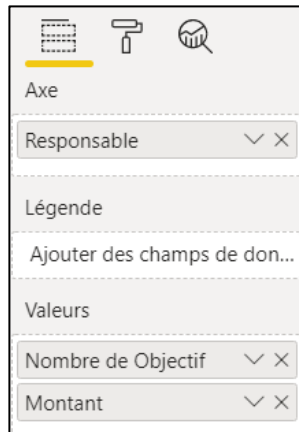 Axe
Responsable
Légende
Ajouter des champs de don...
Valeurs
Nombre de Objectif
Montant